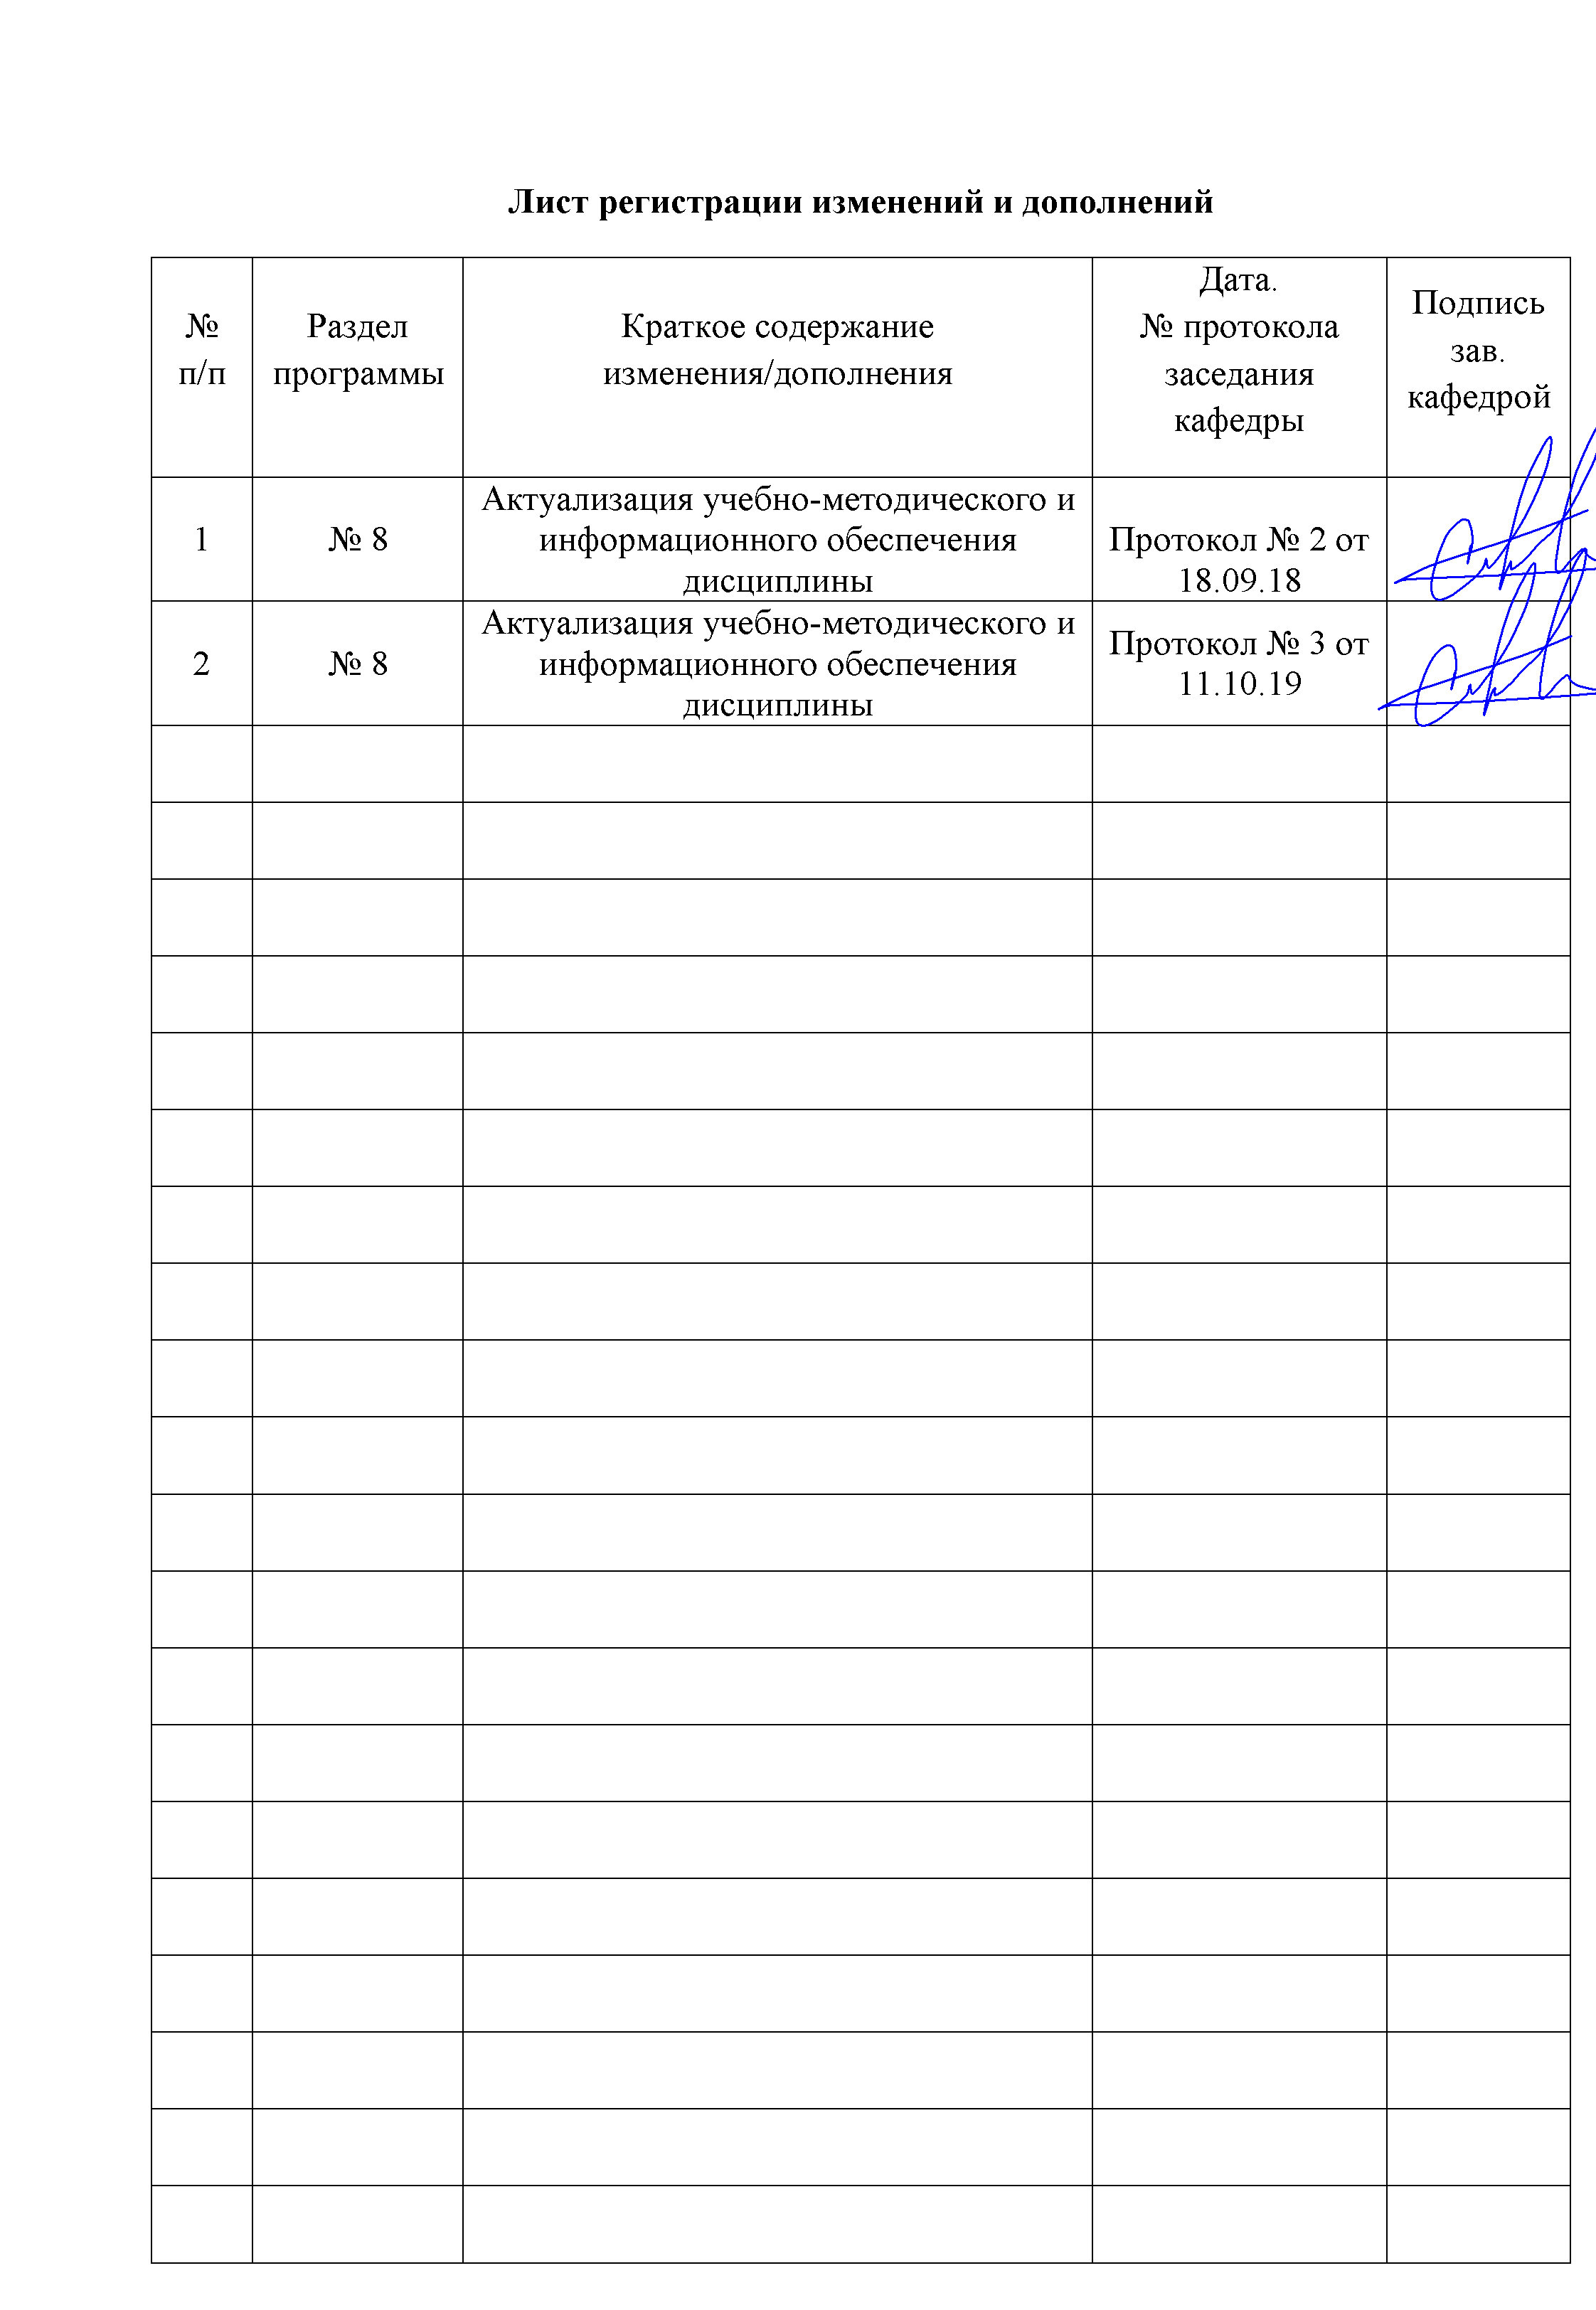 Лист регистрации изменений и дополнений
№
п/п
Раздел
программы
Краткое содержание
изменения/дополнения
Дата.
№ протокола
заседания
кафедры
Подпись
зав.
кафедрой
1
№ 8
Актуализация учебно-методического и
информационного обеспечения
дисциплины
Протокол № 2 от
18.09.18
2
№ 8
Актуализация учебно-методического и
информационного обеспечения
дисциплины
Протокол № 3 от
11.10.19